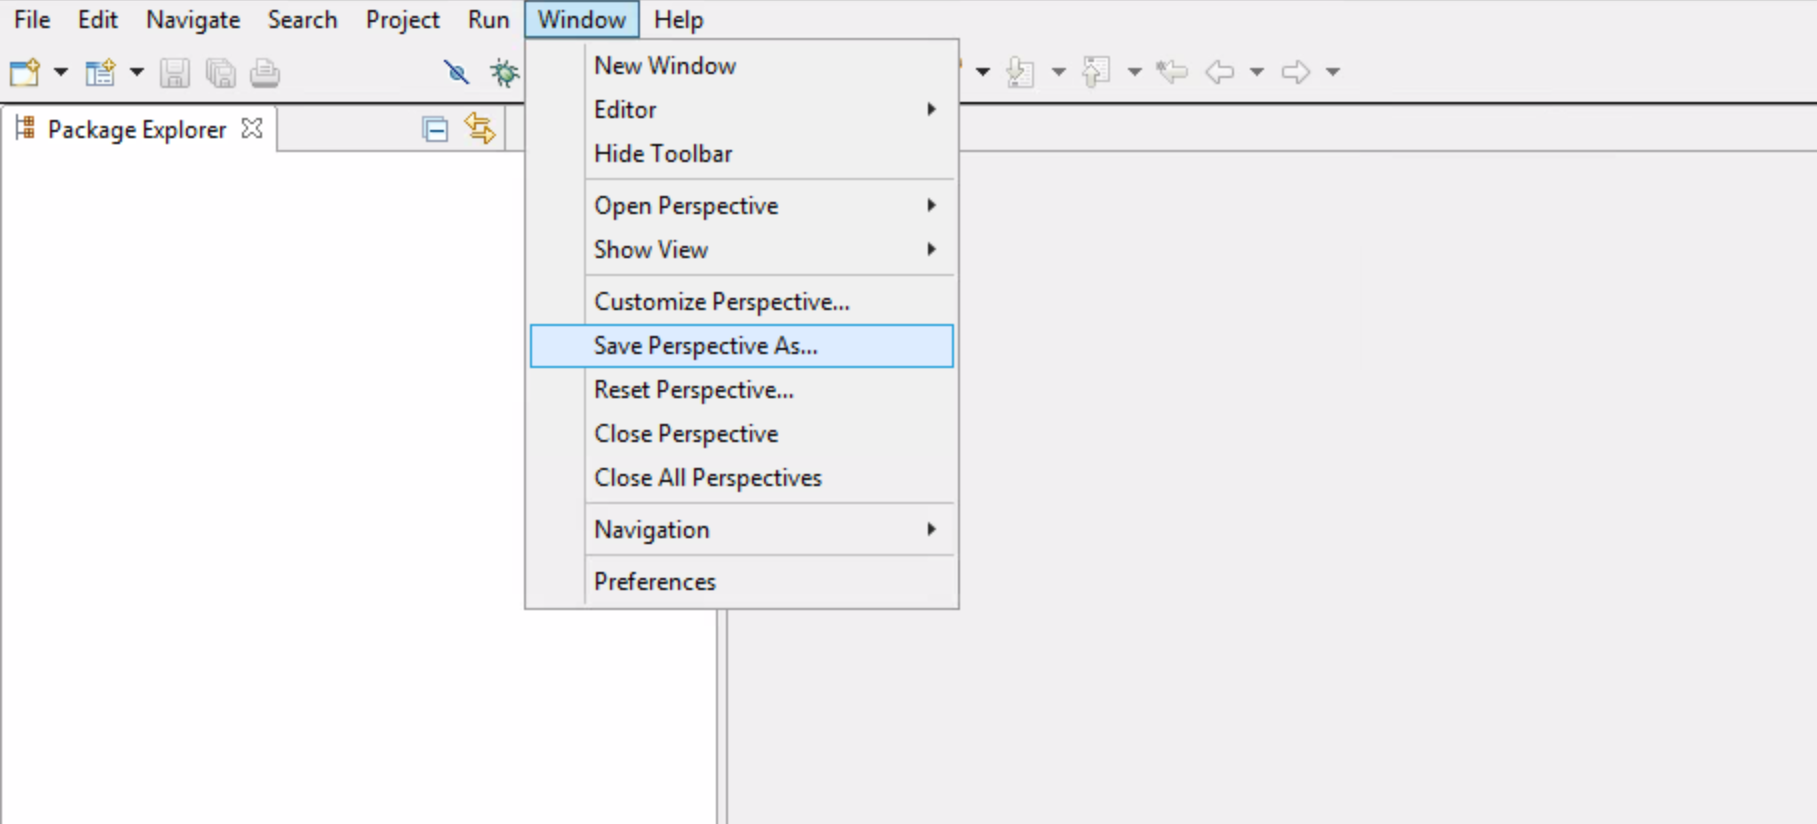 File Edit Navigate Search Project Run Window Help
Package Explorer
New Window
Editor
Hide Toolbar
Open Perspective
Show View
Customize Perspective...
Save Perspective As...
Reset Perspective...
Close Perspective
Close All Perspectives
Navigation
Preferences